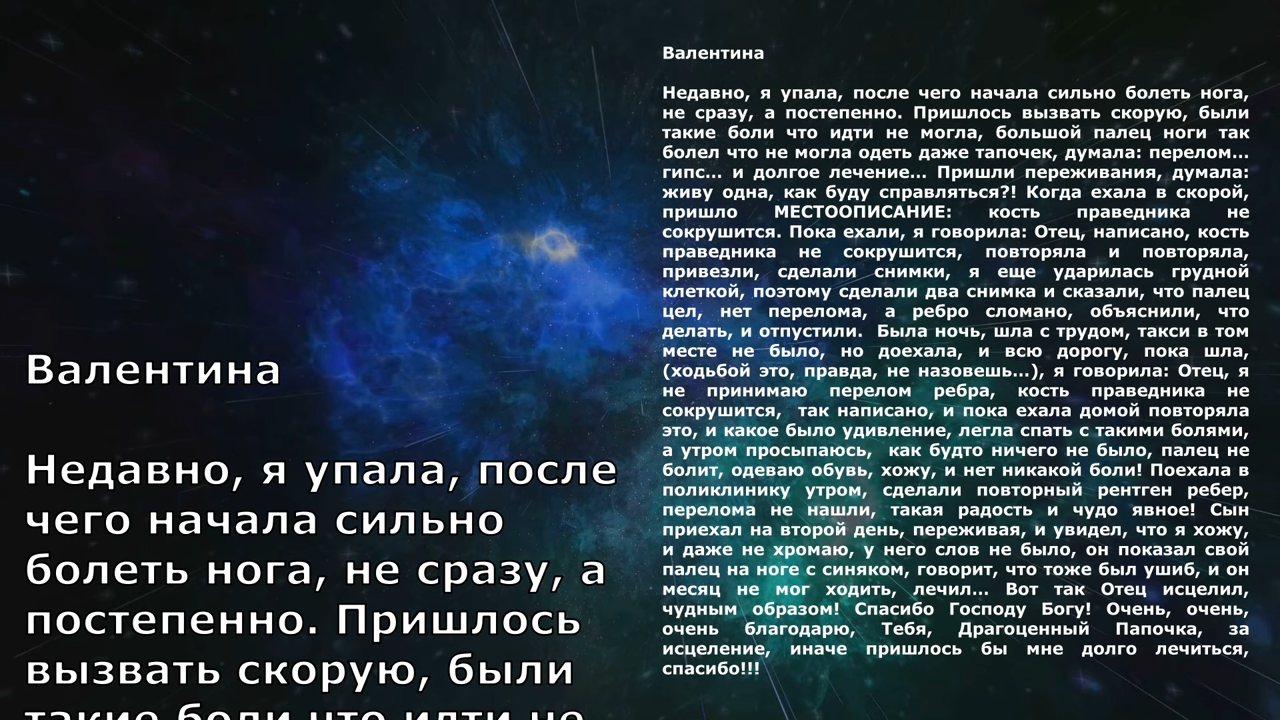 Валентина
Недавно, я упала, после
чего начала сильно
болеть нога, не сразу, а
постепенно. Пришлось
вызвать скорую, были
такие боли что идти не
Валентина
Недавно, я упала, после чего начала сильно болеть нога,
не сразу, а постепенно. Пришлось вызвать скорую, были
такие боли что идти не могла, большой палец ноги так
болел что не могла одеть даже тапочек, думала: перелом...
гипс... и долгое лечение... Пришли переживания, думала:
живу одна, как буду справляться?! Когда ехала в скорой,
пришло МЕСТООПИСАНИЕ: кость праведника не
сокрушится. Пока ехали, я говорила: Отец, написано, кость
праведника не сокрушится, повторяла и повторяла,
привезли, сделали снимки, я еще ударилась грудной
клеткой, поэтому сделали два снимка и сказали, что палец
цел, нет перелома, а ребро сломано, объяснили, что
делать, и отпустили.  Была ночь, шла с трудом, такси в том
месте не было, но доехала, и всю дорогу, пока шла,
(ходьбой это, правда, не назовешь...), я говорила: Отец, я
не принимаю перелом ребра, кость праведника не
сокрушится,  так написано, и пока ехала домой повторяла
это, и какое было удивление, легла спать с такими болями,
а утром просыпаюсь,  как будто ничего не было, палец не
болит, одеваю обувь, хожу, и нет никакой боли! Поехала в
поликлинику утром, сделали повторный рентген ребер,
перелома не нашли, такая радость и чудо явное! Сын
приехал на второй день, переживая, и увидел, что я хожу,
и даже не хромаю, у него слов не было, он показал свой
палец на ноге с синяком, говорит, что тоже был ушиб, и он
месяц не мог ходить, лечил... Вот так Отец исцелил,
чудным образом! Спасибо Господу Богу! Очень, очень,
очень благодарю, Тебя, Драгоценный Папочка, за
исцеление, иначе пришлось бы мне долго лечиться,
спасибо!!!